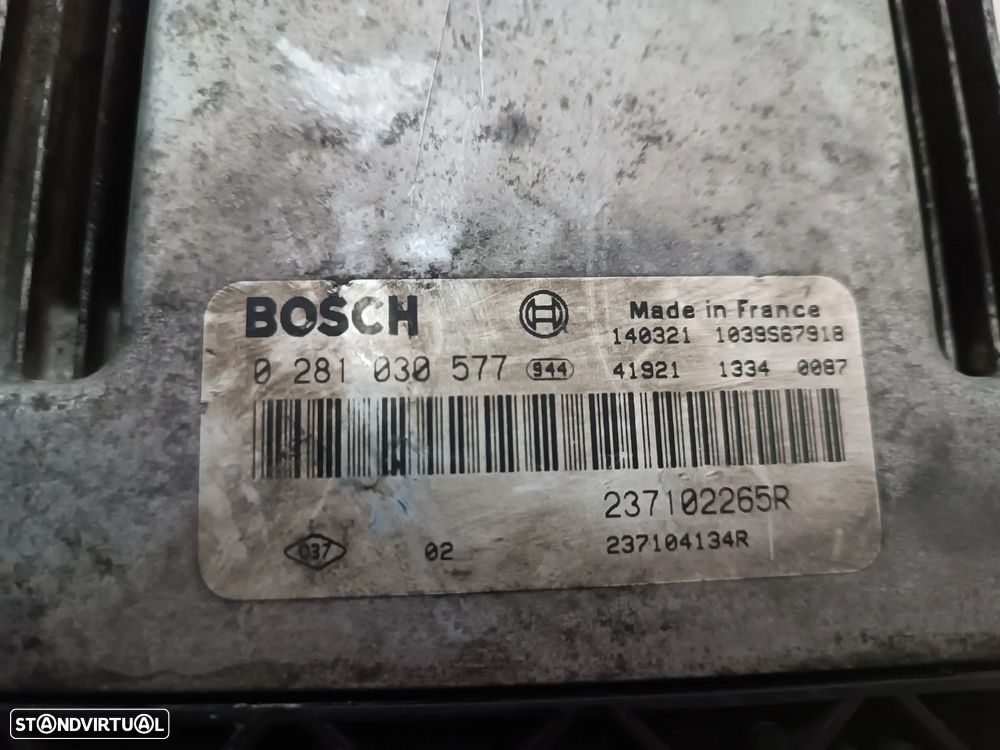 BOSCH
Made in France
140321 1039S67918
0 281 030 577 944 41921 1334 0087
237102265R
037 02 237104134R
STANDVIRTUAL